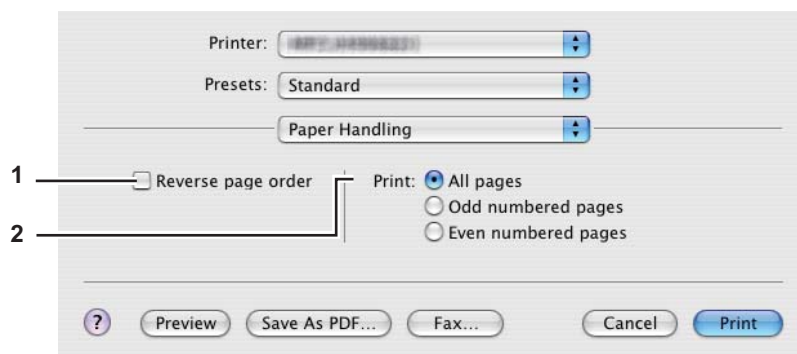 Printer:
Presets: Standard
Paper Handling
1 Reverse page order Print: All pages
Odd numbered pages
2 Even numbered pages
? Preview Save As PDF... Fax... Cancel Print